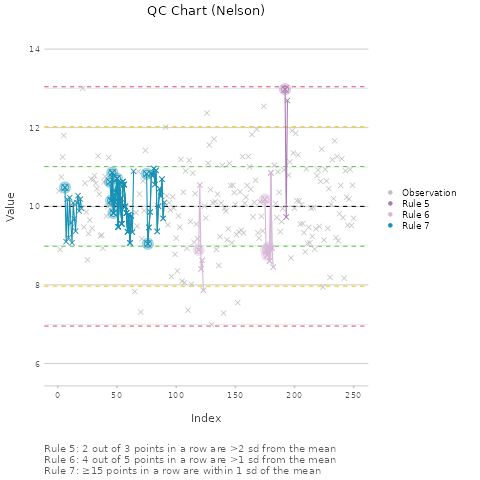 QC Chart (Nelson)
14
12
10
8
6
Value
0
50
100
150
200
250
Index
Observation
Rule 5
Rule 6
Rule 7
Rule 5: 2 out of 3 points in a row are >2 sd from the mean
Rule 6: 4 out of 5 points in a row are >1 sd from the mean
Rule 7: ≥15 points in a row are within 1 sd of the mean